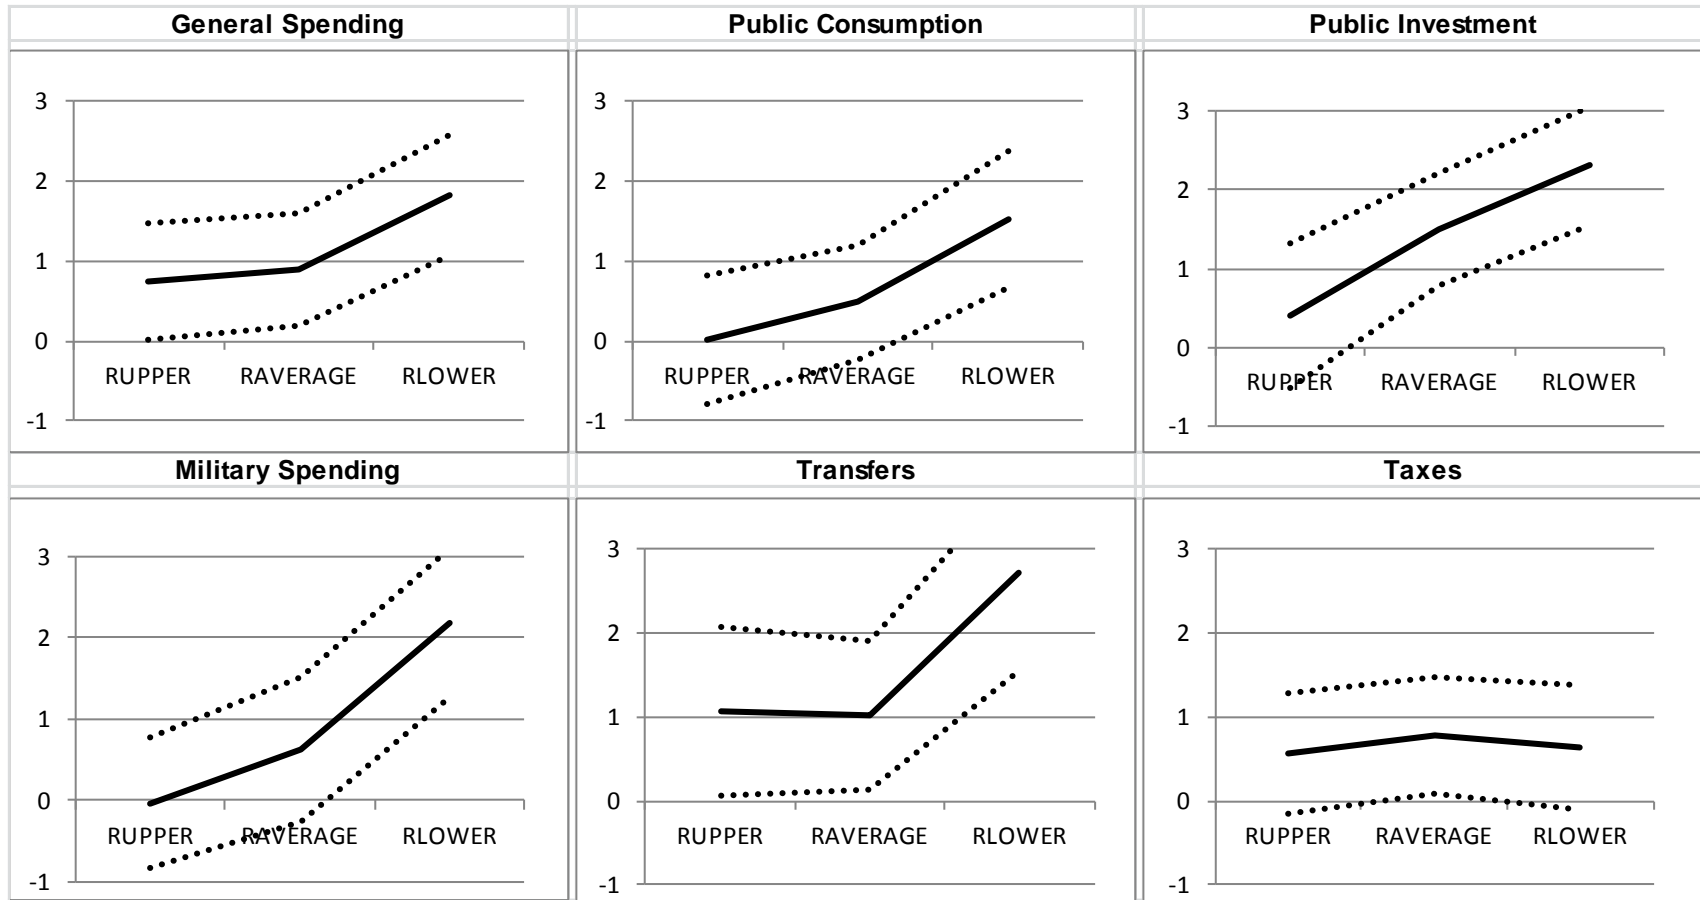 General Spending
Public Consumption
Public Investment
3
2
1
0
-1
RUPPER RAVERAGE RLOWER
3
2
1
0
-1
RUPPER RAVERAGE RLOWER
3
2
1
0
-1
RUPPER RAVERAGE RLOWER
Military Spending
Transfers
Taxes
3
2
1
0
-1
RUPPER RAVERAGE RLOWER
3
2
1
0
-1
RUPPER RAVERAGE RLOWER
3
2
1
0
-1
RUPPER RAVERAGE RLOWER